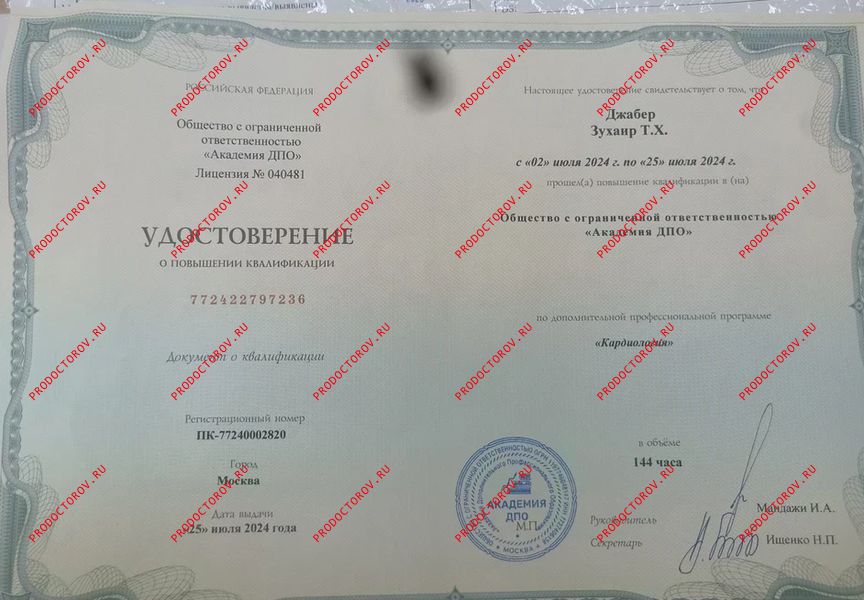 РОССИЙСКАЯ ФЕДЕРАЦИЯ
Общество с ограниченной
ответственностью
«Академия ДПО»
Лицензия № 040481
УДОСТОВЕРЕНИЕ
О ПОВЫШЕНИИ КВАЛИФИКАЦИИ
772422797236
Документ о квалификации
Регистрационный номер
ПК-77240002820
Город
Москва
Дата выдачи
«25» июля 2024 года
Настоящее удостоверение свидетельствует о том, что
Джабер
Зухаир Т.Х.
с «02» июля 2024 г. по «25» июля 2024 г.
прошел(а) повышение квалификации в (на)
Общество с ограниченной ответственностью
«Академия ДПО»
по дополнительной профессиональной программе
«Кардиология»
в объёме
144 часа
Руководитель
Мандажи И.А.
Секретарь
Ищенко Н.П.
М.П.
АКАДЕМИЯ
ДПО
МОСКВА
PRODOCTOROV.RU